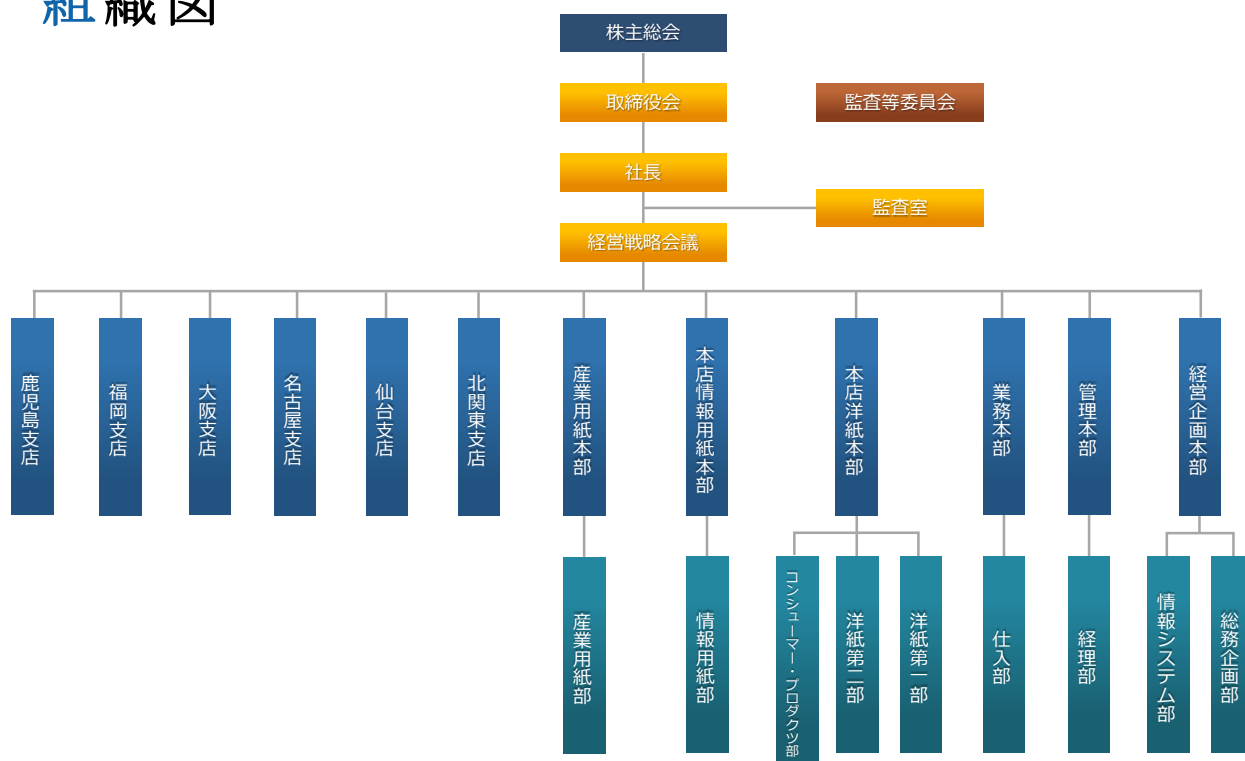 組織図
株主総会
取締役会
監査等委員会
社長
監査室
経営戦略会議
鹿児島支店
福岡支店
大阪支店
名古屋支店
仙台支店
北関東支店
産業用紙本部
本店情報用紙本部
本店洋紙本部
業務本部
管理本部
経営企画本部
産業用紙部
情報用紙部
コンシューマー・プロダクツ部
洋紙第二部
洋紙第一部
仕入部
経理部
情報システム部
総務企画部